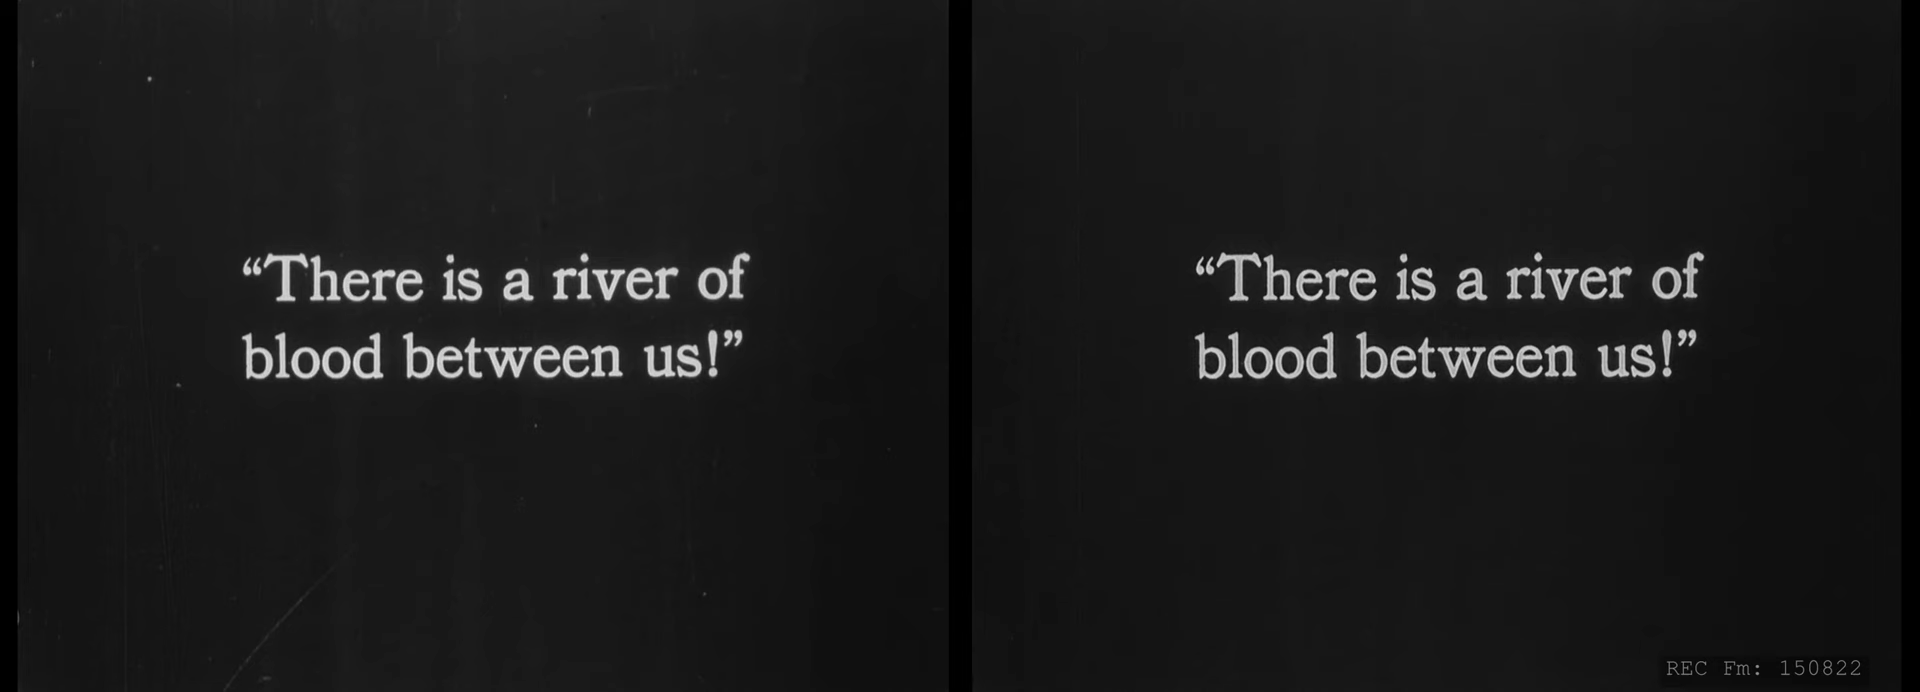 “There is a river of
blood between us!”
“There is a river of
blood between us!”
REC Fm: 150822